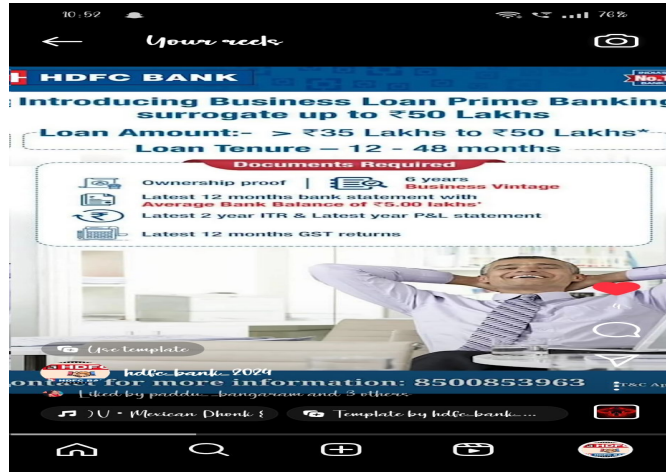 10:52 76%
Your reels
HDFC BANK
No.1
Introducing Business Loan Prime Banking
surrogate up to ₹50 Lakhs
Loan Amount:- > ₹35 Lakhs to ₹50 Lakhs*
Loan Tenure – 12 - 48 months
Documents Required
Ownership proof | 6 years
Business Vintage
Latest 12 months bank statement with
Average Bank Balance of ₹5.00 lakhs*
Latest 2 year ITR & Latest year P&L statement
Latest 12 months GST returns
Use template
hdfc_bank_2024
for more information: 8500853963
Liked by paddu_bangaram and 3 others
Mexican Dhonk
Template by hdfc_bank_...